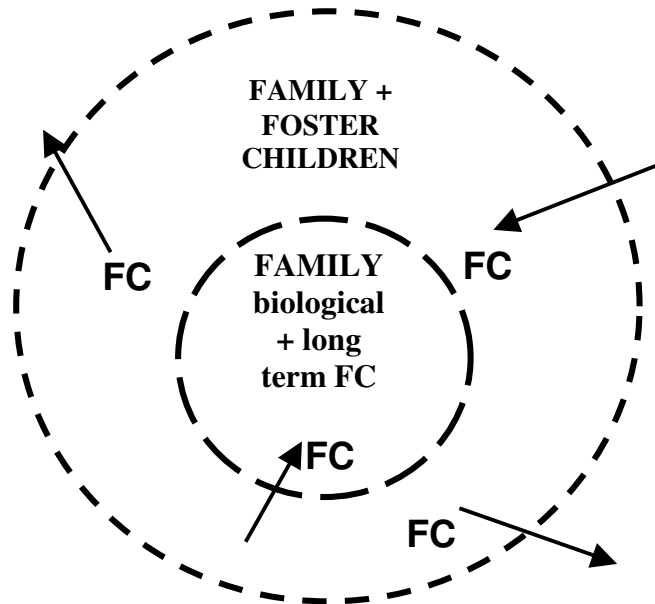 FAMILY +
FOSTER
CHILDREN
FC
FC
FAMILY
biological
+ long
term FC
FC
FC